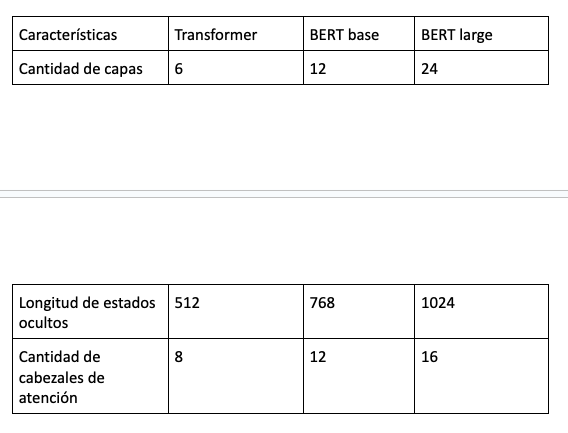 Características Transformer BERT base BERT large
Cantidad de capas 6 12 24
Longitud de estados 512 768 1024
ocultos
Cantidad de 8 12 16
cabezales de
atención